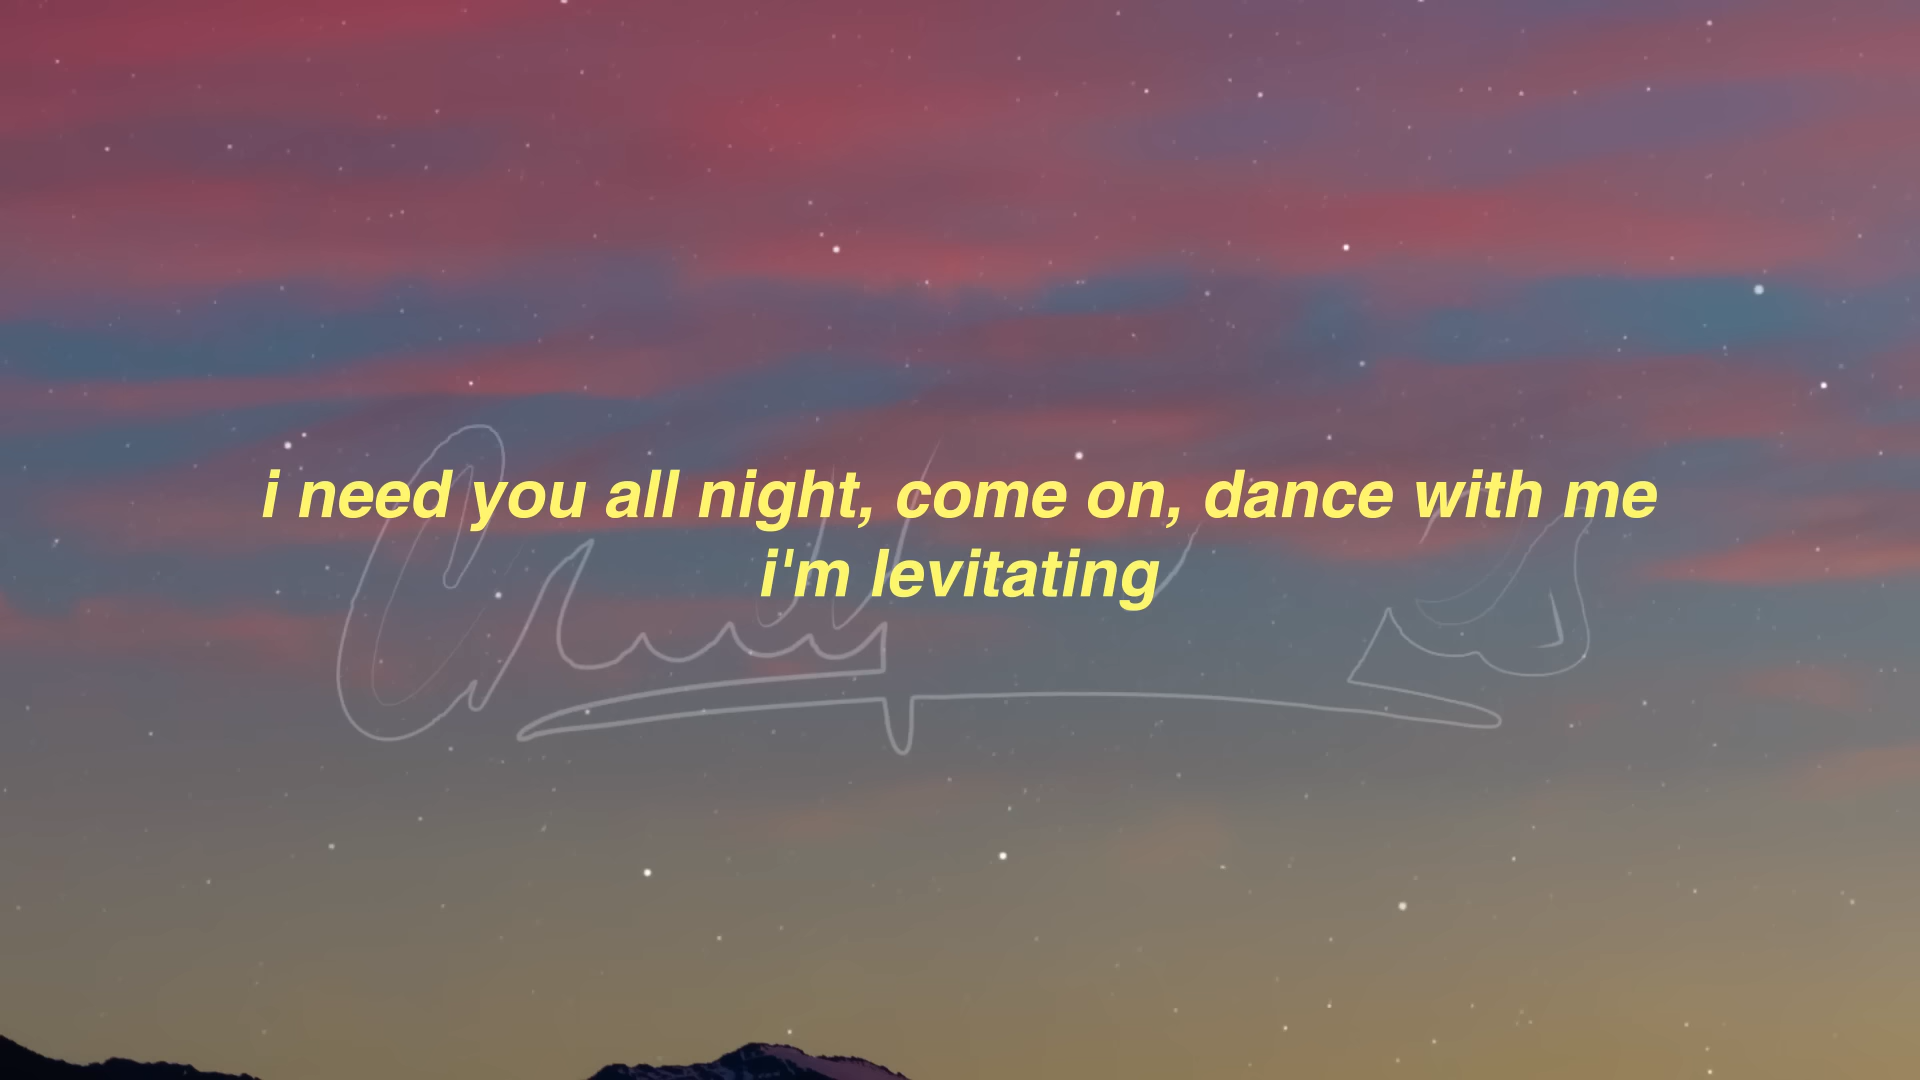 i need you all night, come on, dance with me
i'm levitating